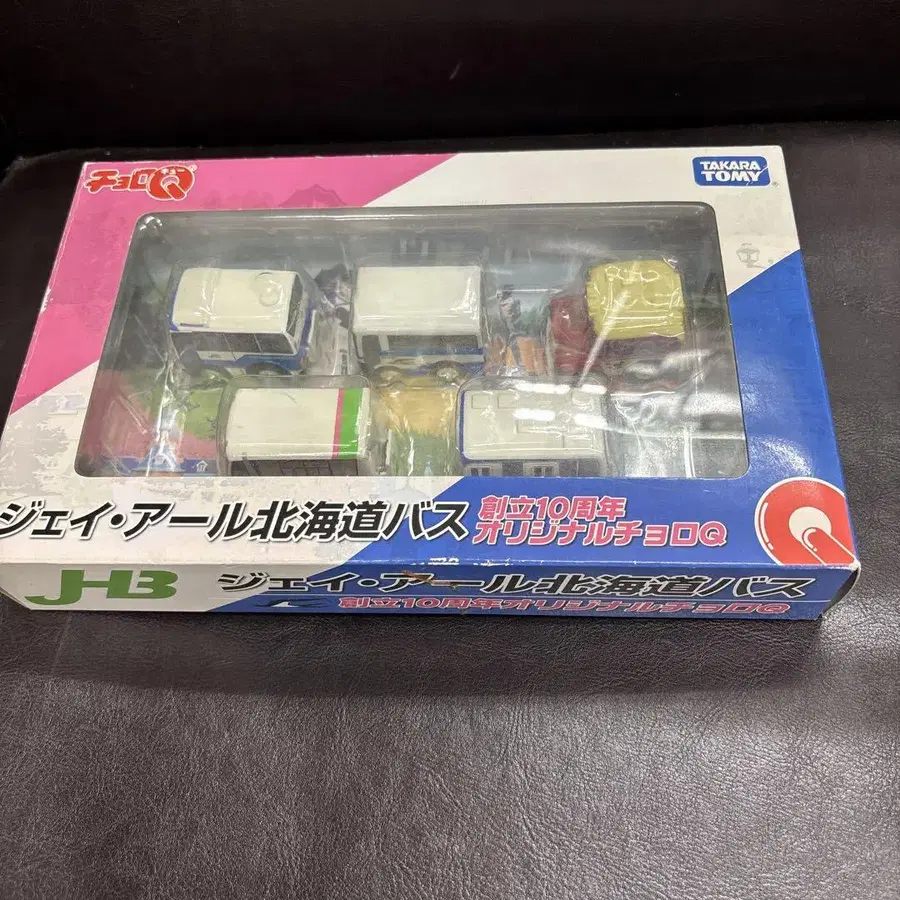 チョロQ
TAKARA
TOMY
ジェイ・アール北海道バス
創立10周年
オリジナルチョロQ
JHB
ジェイ・アール北海道バス
創立10周年オリジナルチョロQ